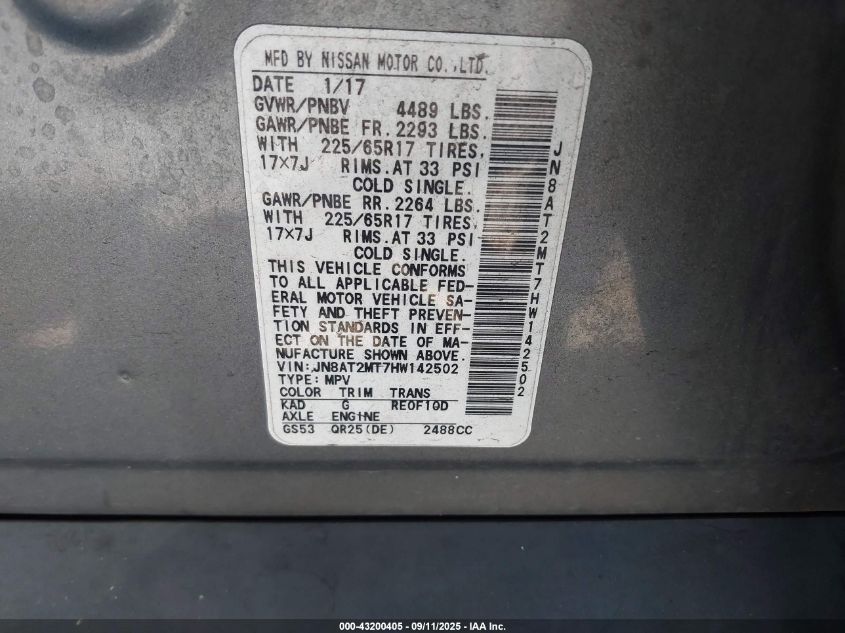 MFD BY NISSAN MOTOR CO.,LTD.
DATE 1/17
GVWR/PNBV 4489 LBS.
GAWR/PNBE FR. 2293 LBS.
WITH 225/65R17 TIRES,
17×7J RIMS.AT 33 PSI
COLD SINGLE.
GAWR/PNBE RR. 2264 LBS.
WITH 225/65R17 TIRES,
17×7J RIMS.AT 33 PSI
COLD SINGLE.
THIS VEHICLE CONFORMS
TO ALL APPLICABLE FED-
ERAL MOTOR VEHICLE SA-
FETY AND THEFT PREVEN-
TION STANDARDS IN EFF-
ECT ON THE DATE OF MA-
NUFACTURE SHOWN ABOVE.
VIN:JN8AT2MT7HW142502
TYPE:MPV
COLOR TRIM TRANS
KAD G RE0F10D
AXLE ENGINE
GS53 QR25(DE) 2488CC
JN8AT2MT7HW142502
000-43200405 - 09/11/2025 - IAA Inc.